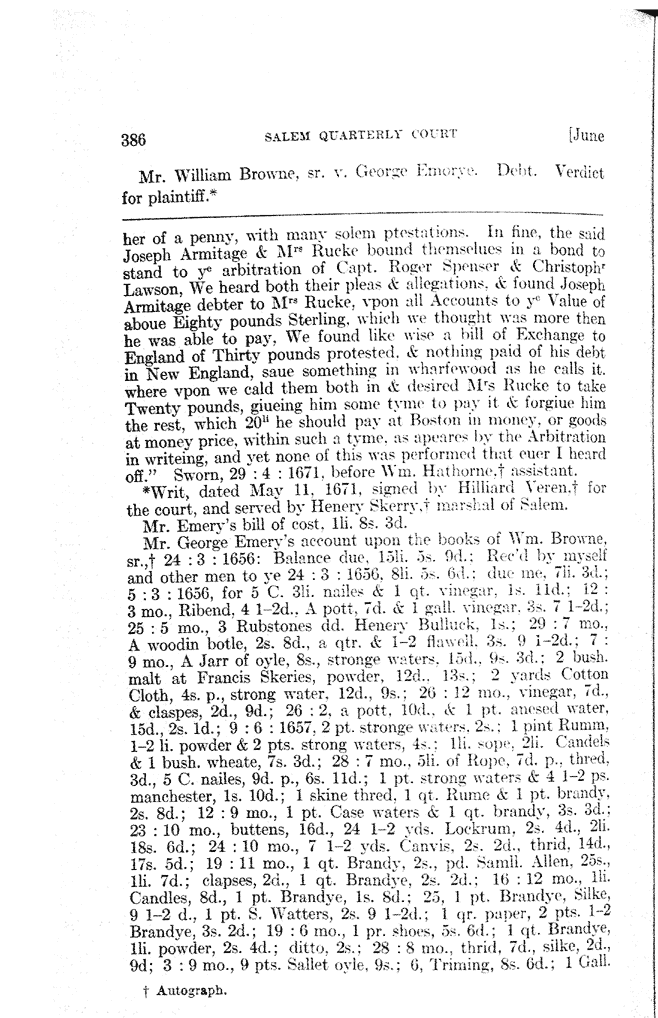 386 SALEM QUARTERLY COURT [June
Mr. William Browne, sr. v. George Emorye. Debt. Verdict
for plaintiff.*
her of a penny, with many solem ptestations. In fine, the said
Joseph Armitage & Mrs Rucke bound themselues in a bond to
stand to ye arbitration of Capt. Roger Spenser & Christophr
Lawson, We heard both their pleas & allegations, & found Joseph
Armitage debter to Mrs Rucke, vpon all Accounts to ye Value of
aboue Eighty pounds Sterling, which we thought was more then
he was able to pay, We found like wise a bill of Exchange to
England of Thirty pounds protested, & nothing paid of his debt
in New England, saue something in wharfewood as he calls it.
where vpon we cald them both in & desired Mrs Rucke to take
Twenty pounds, giueing him some tyme to pay it & forgiue him
the rest, which 20li he should pay at Boston in money, or goods
at money price, within such a tyme, as apeares by the Arbitration
in writeing, and yet none of this was performed that euer I heard
off." Sworn, 29 : 4 : 1671, before Wm. Hathorne,† assistant.
*Writ, dated May 11, 1671, signed by Hilliard Veren,† for
the court, and served by Henery Skerry,† marshal of Salem.
Mr. Emery's bill of cost, 1li. 8s. 3d.
Mr. George Emery's account upon the books of Wm. Browne,
sr.,† 24 : 3 : 1656: Balance due, 15li. 5s. 9d.; Rec'd by myself
and other men to ye 24 : 3 : 1656, 8li. 5s. 6d.; due me, 7li. 3d.;
5 : 3 : 1656, for 5 C. 3li. nailes & 1 qt. vinegar, 1s. 11d.; 12 :
3 mo., Ribend, 4 1-2d., A pott, 7d. & 1 gall. vinegar, 3s. 7 1-2d.;
25 : 5 mo., 3 Rubstones dd. Henery Bulluck, 1s.; 29 : 7 mo.,
A woodin botle, 2s. 8d., a qtr. & 1-2 flawell, 3s. 9 1-2d.; 7 :
9 mo., A Jarr of oyle, 8s., stronge waters, 15d., 9s. 3d.; 2 bush.
malt at Francis Skeries, powder, 12d., 13s.; 2 yards Cotton
Cloth, 4s. p., strong water, 12d., 9s.; 26 : 12 mo., vinegar, 7d.,
& claspes, 2d., 9d.; 26 : 2, a pott, 10d., & 1 pt. anesed water,
15d., 2s. 1d.; 9 : 6 : 1657, 2 pt. stronge waters, 2s.; 1 pint Rumm,
1-2 li. powder & 2 pts. strong waters, 4s.; 1li. sope, 2li. Candels
& 1 bush. wheate, 7s. 3d.; 28 : 7 mo., 5li. of Rope, 7d. p., thred,
3d., 5 C. nailes, 9d. p., 6s. 11d.; 1 pt. strong waters & 4 1-2 ps.
manchester, 1s. 10d.; 1 skine thred, 1 qt. Rume & 1 pt. brandy,
2s. 8d.; 12 : 9 mo., 1 pt. Case waters & 1 qt. brandy, 3s. 3d.;
23 : 10 mo., buttens, 16d., 24 1-2 yds. Lockrum, 2s. 4d., 2li.
18s. 6d.; 24 : 10 mo., 7 1-2 yds. Canvis, 2s. 2d., thrid, 14d.,
17s. 5d.; 19 : 11 mo., 1 qt. Brandy, 2s., pd. Samll. Allen, 25s.,
1li. 7d.; clapses, 2d., 1 qt. Brandye, 2s. 2d.; 16 : 12 mo., 1li.
Candles, 8d., 1 pt. Brandye, 1s. 8d.; 25, 1 pt. Brandye, Silke,
9 1-2 d., 1 pt. S. Watters, 2s. 9 1-2d.; 1 qr. paper, 2 pts. 1-2
Brandye, 3s. 2d.; 19 : 6 mo., 1 pr. shoes, 5s. 6d.; 1 qt. Brandye,
1li. powder, 2s. 4d.; ditto, 2s.; 28 : 8 mo., thrid, 7d., silke, 2d.,
9d; 3 : 9 mo., 9 pts. Sallet oyle, 9s.; 6, Triming, 8s. 6d.; 1 Gall.
† Autograph.